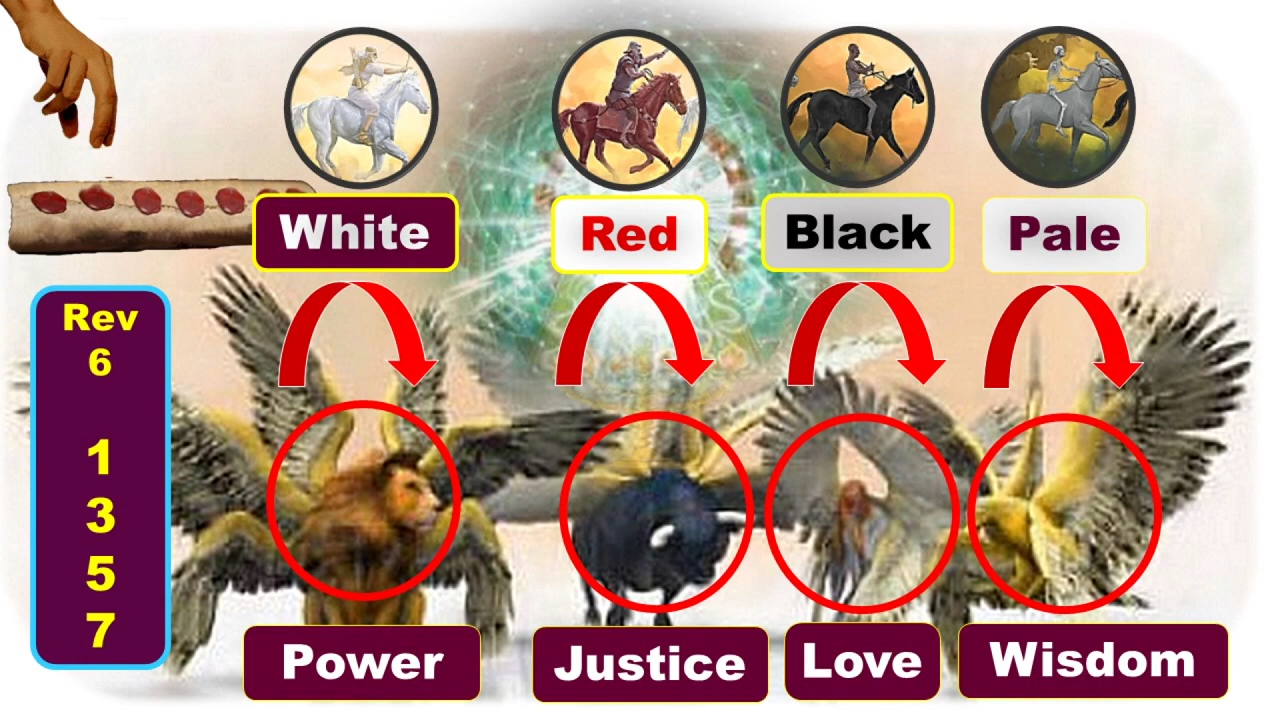 White
Red
Black
Pale
Rev
6
1
3
5
7
Power
Justice
Love
Wisdom